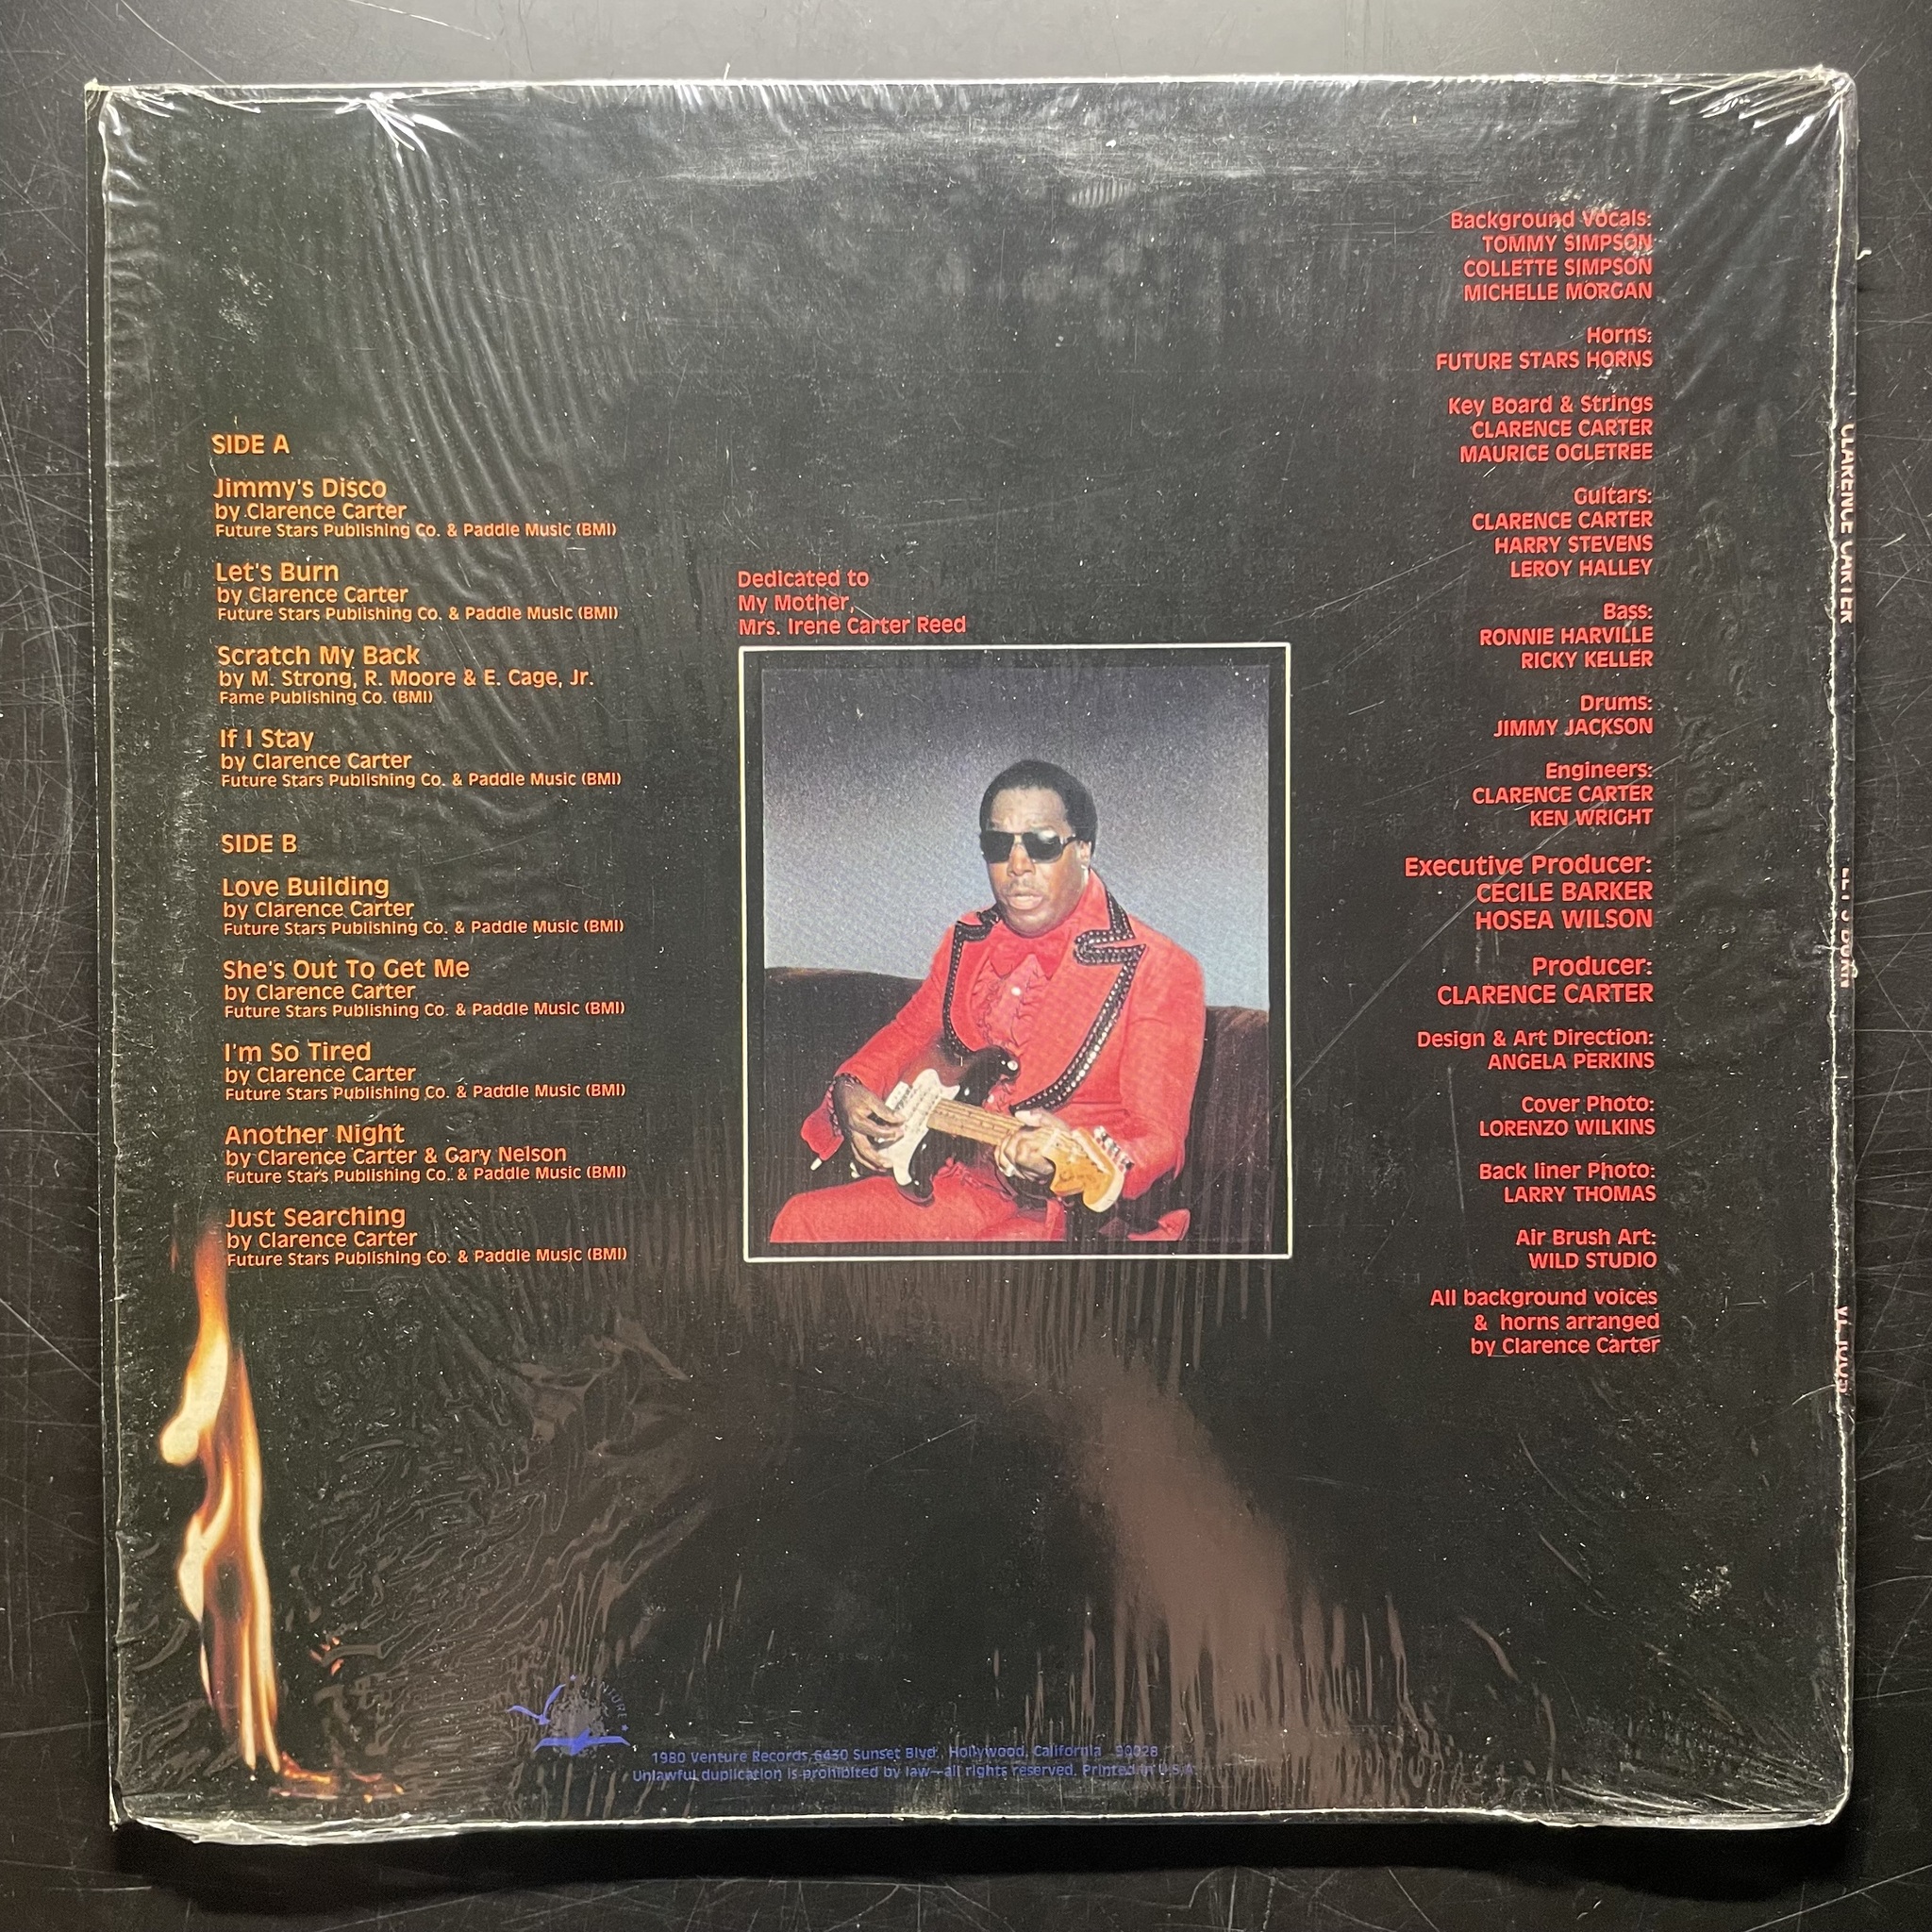 SIDE A
Jimmy's Disco
by Clarence Carter
Future Stars Publishing Co. & Paddle Music (BMI)
Let's Burn
by Clarence Carter
Future Stars Publishing Co. & Paddle Music (BMI)
Scratch My Back
by M. Strong, R. Moore & E. Cage, Jr.
Fame Publishing Co. (BMI)
If I Stay
by Clarence Carter
Future Stars Publishing Co. & Paddle Music (BMI)
SIDE B
Love Building
by Clarence Carter
Future Stars Publishing Co. & Paddle Music (BMI)
She's Out To Get Me
by Clarence Carter
Future Stars Publishing Co. & Paddle Music (BMI)
I'm So Tired
by Clarence Carter
Future Stars Publishing Co. & Paddle Music (BMI)
Another Night
by Clarence Carter & Gary Nelson
Future Stars Publishing Co. & Paddle Music (BMI)
Just Searching
by Clarence Carter
Future Stars Publishing Co. & Paddle Music (BMI)
Dedicated to
My Mother,
Mrs. Irene Carter Reed
Background Vocals:
TOMMY SIMPSON
COLLETTE SIMPSON
MICHELLE MORGAN
Horns:
FUTURE STARS HORNS
Key Board & Strings
CLARENCE CARTER
MAURICE OGLETREE
Guitars:
CLARENCE CARTER
HARRY STEVENS
LEROY HALLEY
Bass:
RONNIE HARVILLE
RICKY KELLER
Drums:
JIMMY JACKSON
Engineers:
CLARENCE CARTER
KEN WRIGHT
Executive Producer:
CECILE BARKER
HOSEA WILSON
Producer:
CLARENCE CARTER
Design & Art Direction:
ANGELA PERKINS
Cover Photo:
LORENZO WILKINS
Back liner Photo:
LARRY THOMAS
Air Brush Art:
WILD STUDIO
All background voices
& horns arranged
by Clarence Carter
CLARENCE CARTER
LET'S BURN
1980 Venture Records, 6430 Sunset Blvd., Hollywood, California 90028
Unlawful duplication is prohibited by law—all rights reserved. Printed in U.S.A.